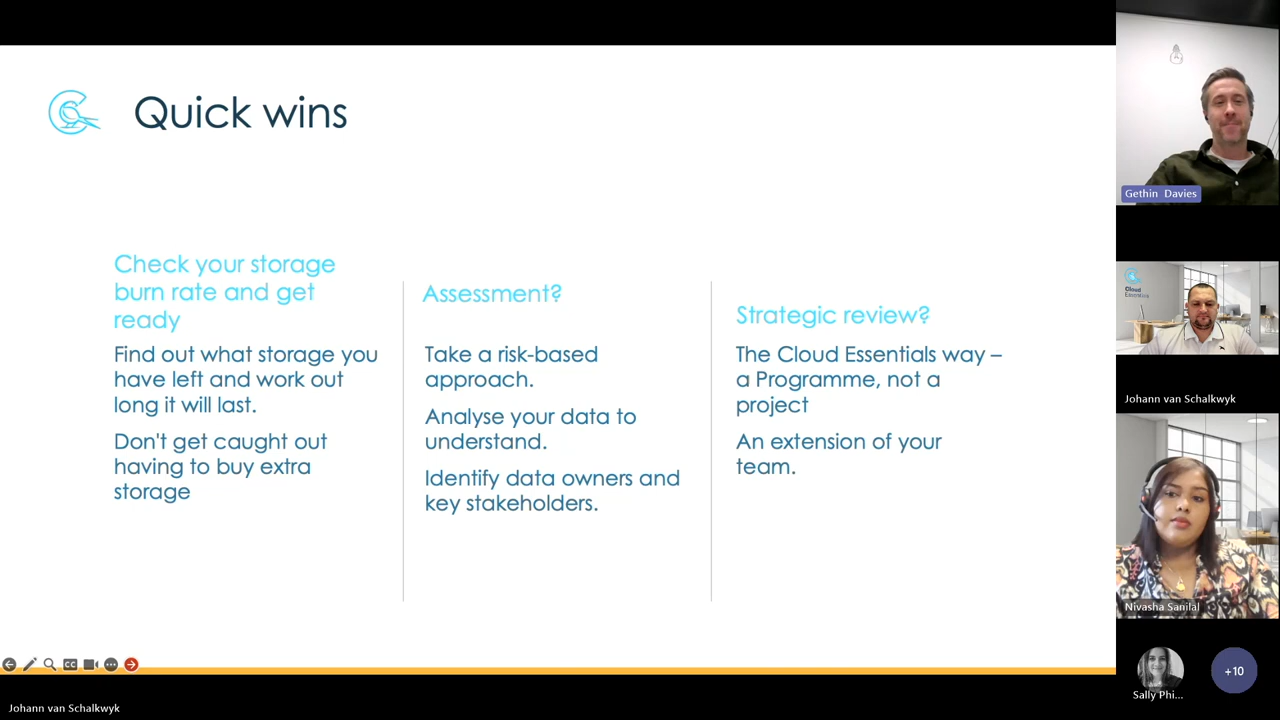 Quick wins
Check your storage
burn rate and get
ready
Find out what storage you
have left and work out
long it will last.
Don't get caught out
having to buy extra
storage
Assessment?
Take a risk-based
approach.
Analyse your data to
understand.
Identify data owners and
key stakeholders.
Strategic review?
The Cloud Essentials way –
a Programme, not a
project
An extension of your
team.
Gethin Davies
Cloud
Essentials
Johann van Schalkwyk
Nivasha Sanilal
Sally Phi...
+10
CC
Johann van Schalkwyk